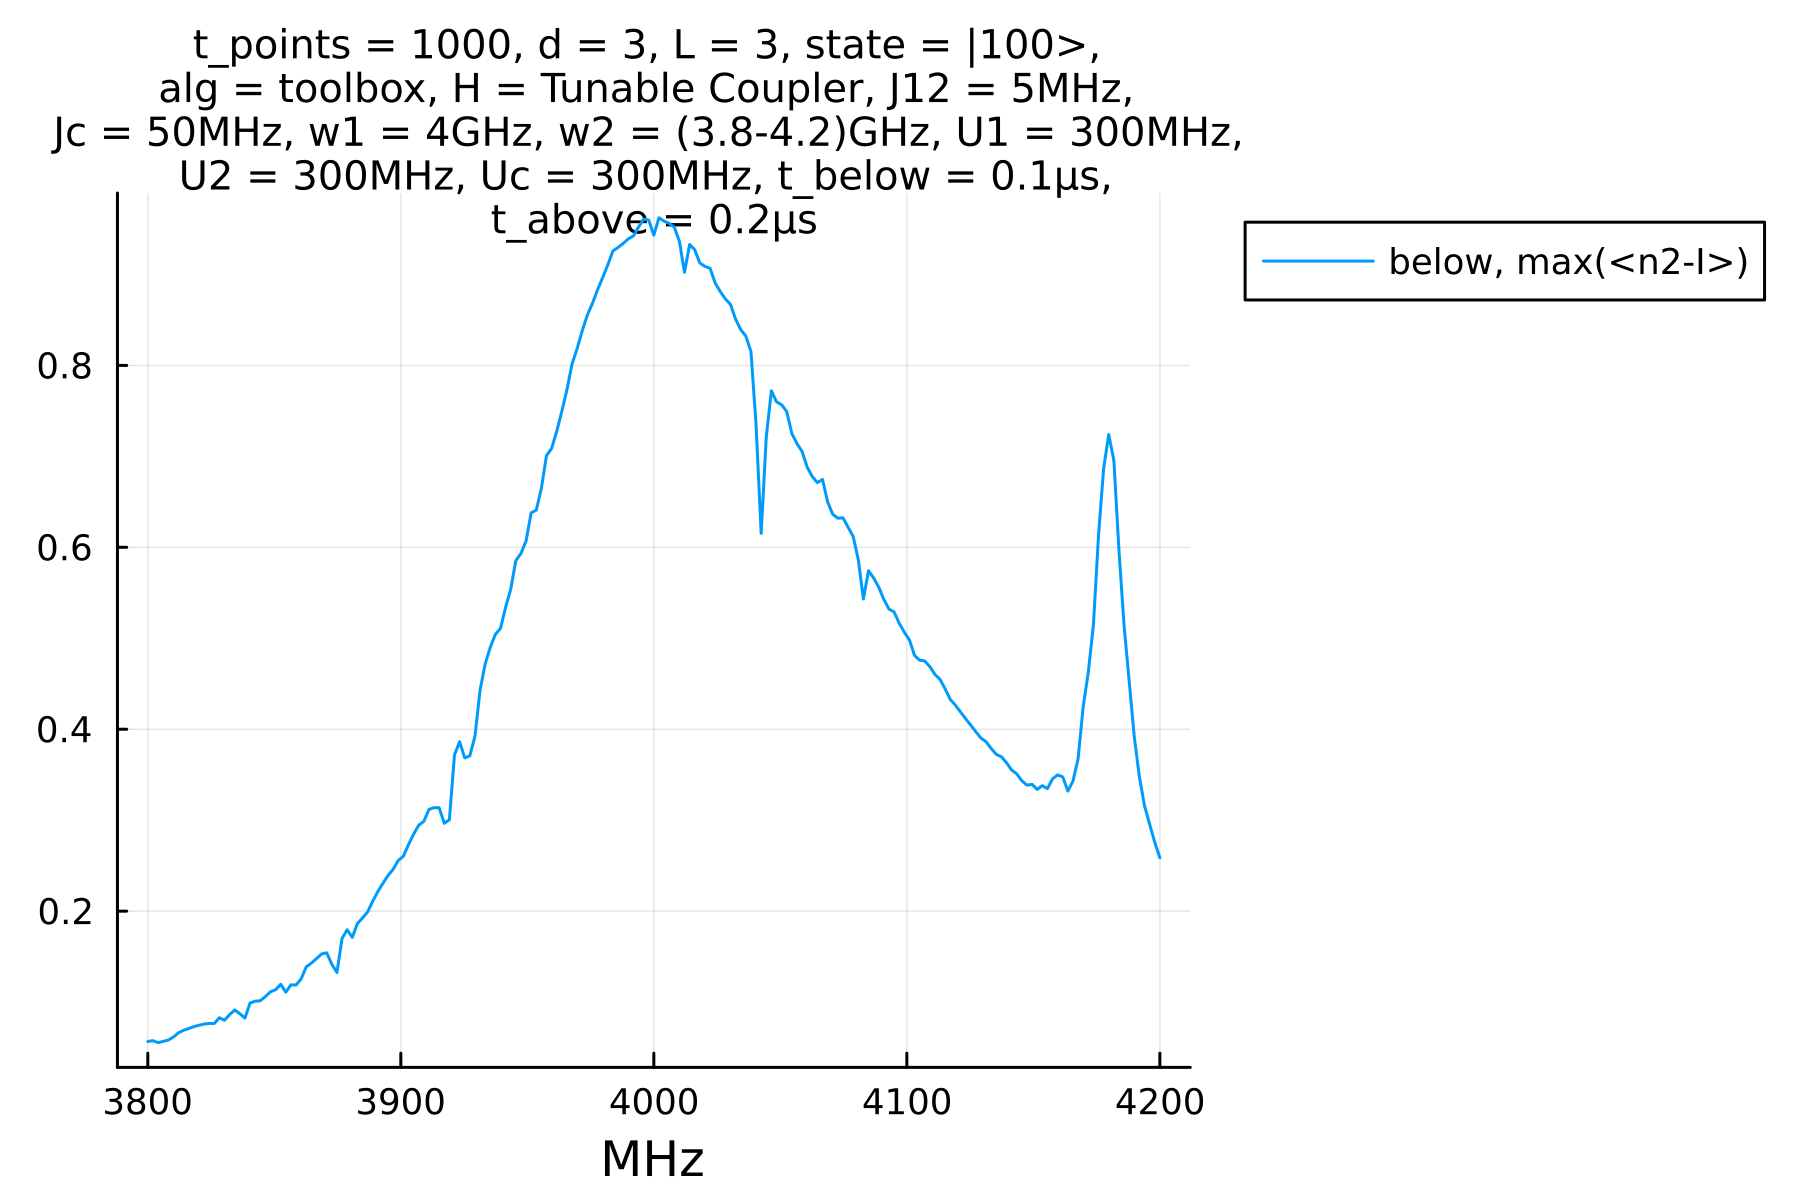 t_points = 1000, d = 3, L = 3, state = |100>,
alg = toolbox, H = Tunable Coupler, J12 = 5MHz,
Jc = 50MHz, w1 = 4GHz, w2 = (3.8-4.2)GHz, U1 = 300MHz,
U2 = 300MHz, Uc = 300MHz, t_below = 0.1μs,
t_above = 0.2μs
below, max(<n2-I>)
0.8
0.6
0.4
0.2
3800 3900 4000 4100 4200
MHz